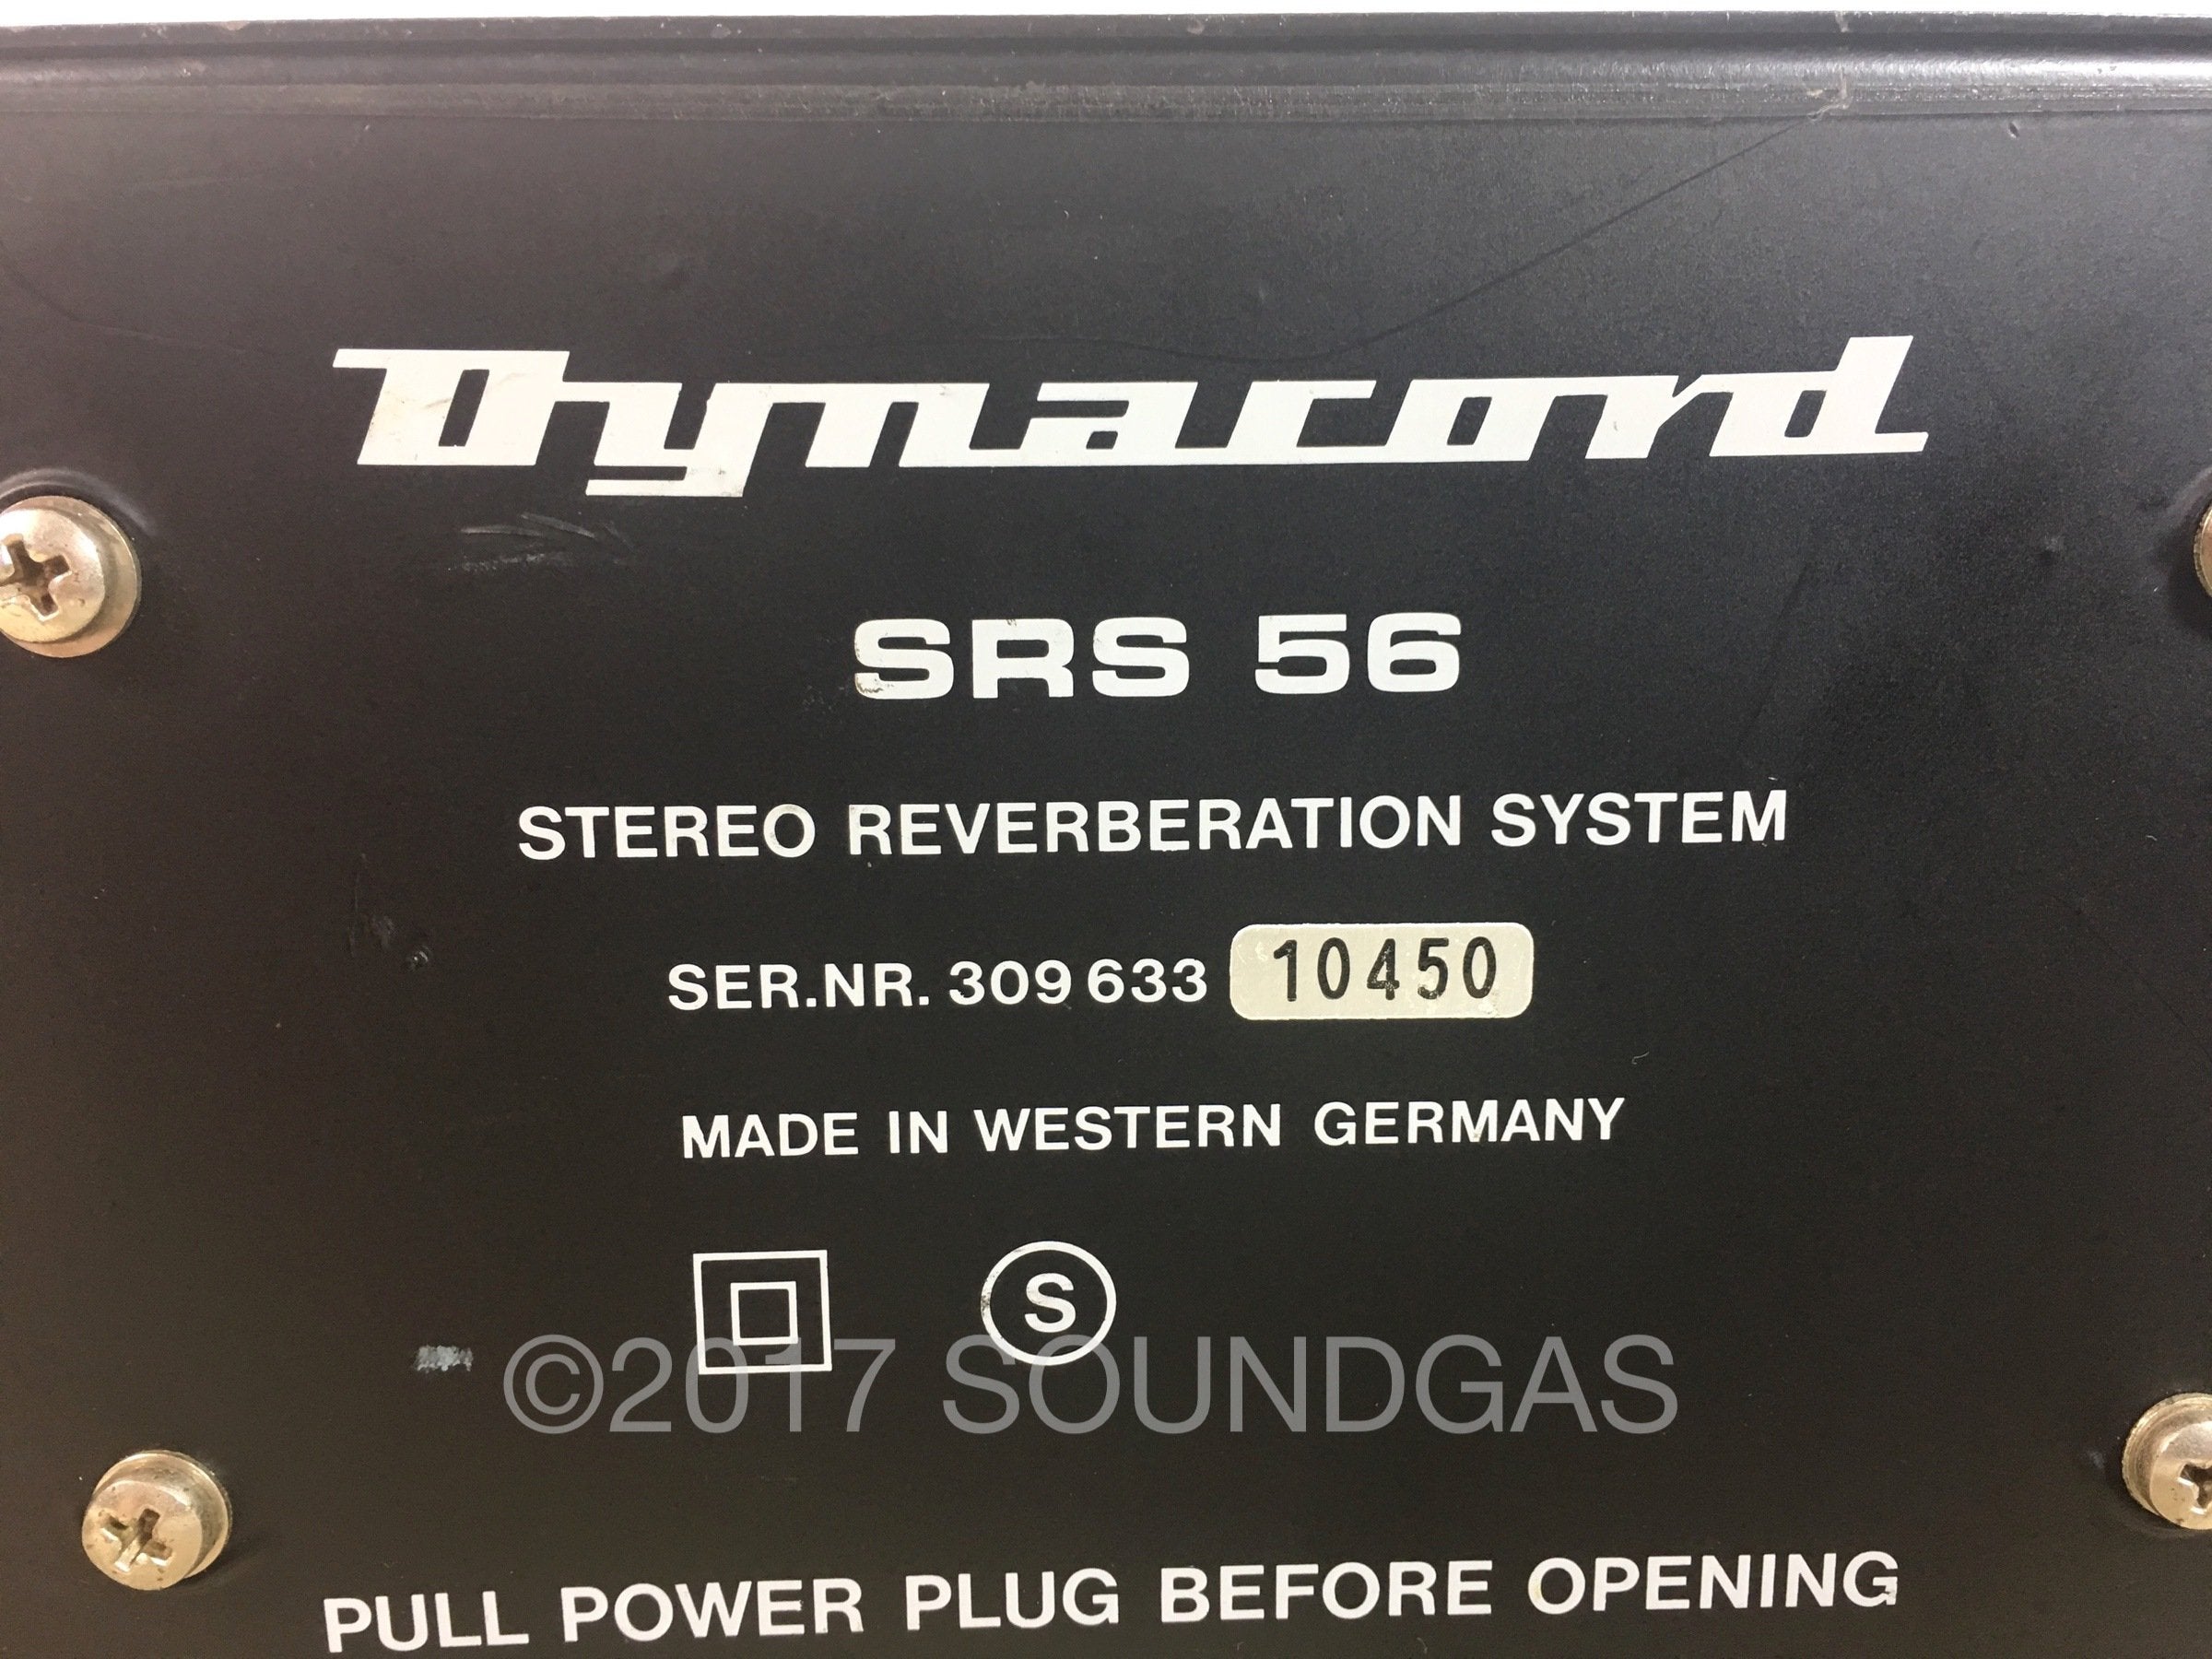 Dynacord
SRS 56
STEREO REVERBERATION SYSTEM
SER.NR. 309 633 10450
MADE IN WESTERN GERMANY
S
©2017 SOUNDGAS
PULL POWER PLUG BEFORE OPENING